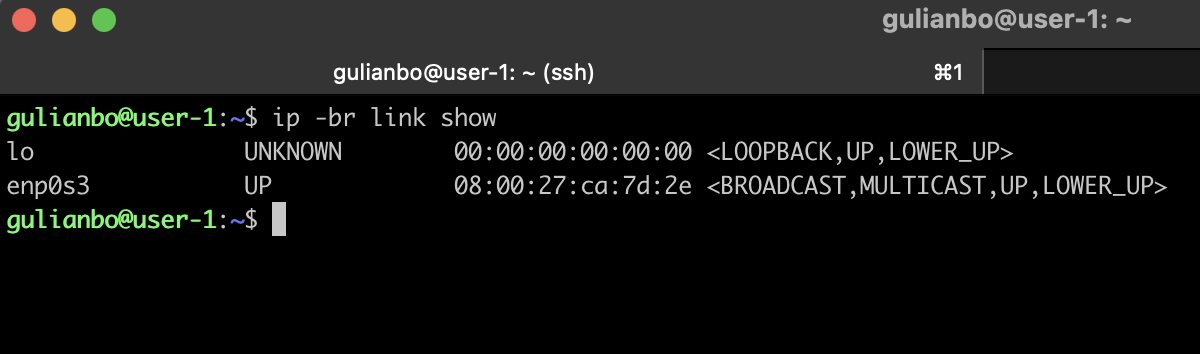 gulianbo@user-1: ~
gulianbo@user-1: ~ (ssh) ⌘1
gulianbo@user-1:~$ ip -br link show
lo               UNKNOWN        00:00:00:00:00:00 <LOOPBACK,UP,LOWER_UP>
enp0s3           UP             08:00:27:ca:7d:2e <BROADCAST,MULTICAST,UP,LOWER_UP>
gulianbo@user-1:~$